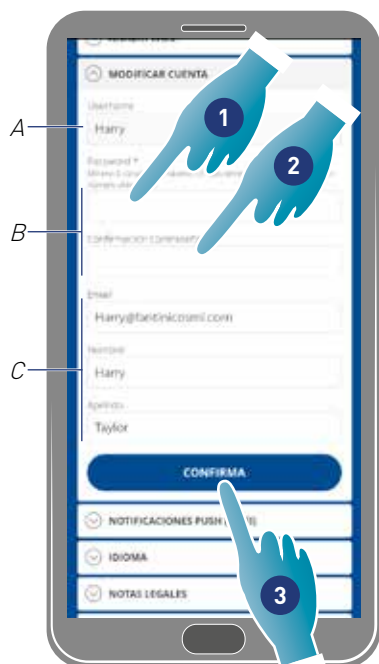 MODIFICAR CUENTA
Username
A
Harry
1
Password *
2
B
Confirmación Contraseña
Email
Harry@fantinicosmi.com
C
Nombre
Harry
Apellido
Taylor
CONFIRMA
NOTIFICACIONES PUSH
IDIOMA
NOTAS LEGALES
3